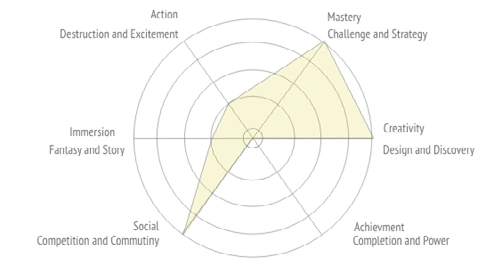 Action
Destruction and Excitement
Mastery
Challenge and Strategy
Immersion
Fantasy and Story
Creativity
Design and Discovery
Social
Competition and Commutiny
Achievment
Completion and Power